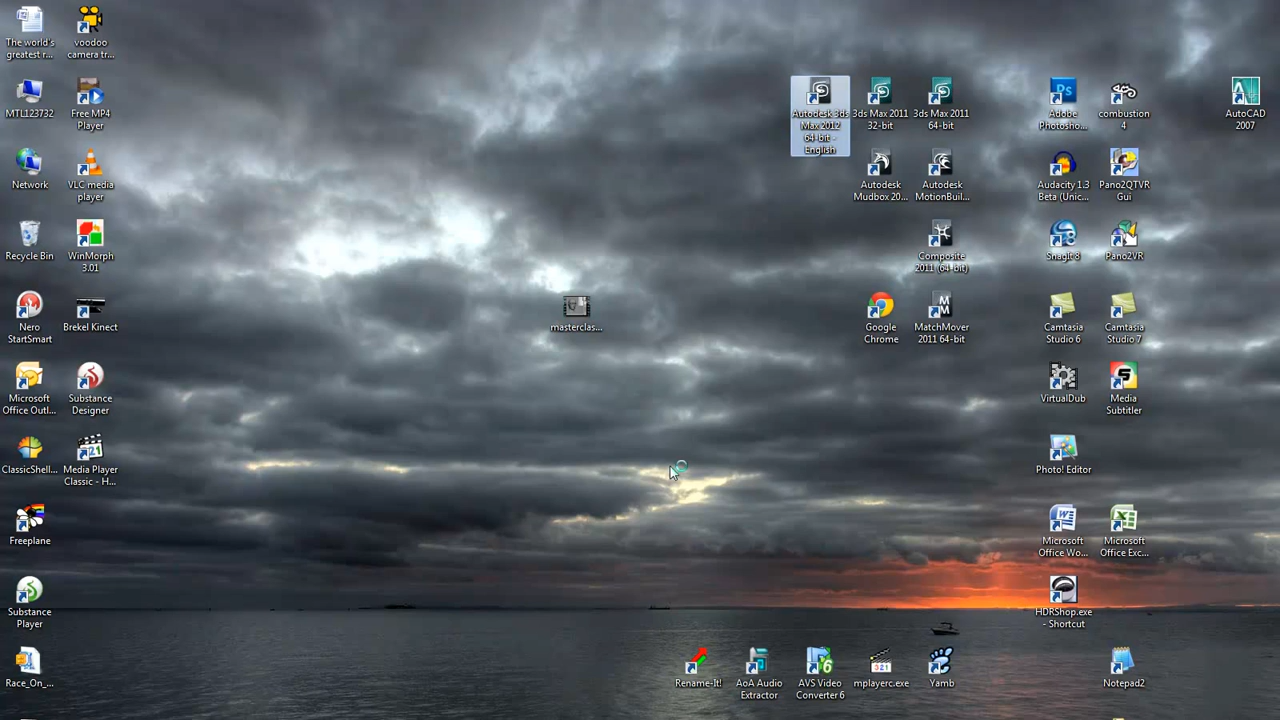 The world's
greatest r...
voodoo
camera tr...
MTL123732
Free MP4
Player
Network
VLC media
player
Recycle Bin
WinMorph
3.01
Nero
StartSmart
Brekel Kinect
Microsoft
Office Outl...
Substance
Designer
ClassicShell...
Media Player
Classic - H...
Freeplane
Substance
Player
Race_On_...
masterclas...
Autodesk 3ds
Max 2012
64-bit -
English
3ds Max 2011
32-bit
3ds Max 2011
64-bit
Autodesk
Mudbox 20...
Autodesk
MotionBuil...
Composite
2011 (64-bit)
Google
Chrome
MM
MatchMover
2011 64-bit
Ps
Adobe
Photosho...
combustion
4
AutoCAD
2007
Audacity 1.3
Beta (Unic...
Pano2QTVR
Gui
SnagIt 8
Pano2VR
Camtasia
Studio 6
Camtasia
Studio 7
VirtualDub
Media
Subtitler
Photo! Editor
Microsoft
Office Wo...
Microsoft
Office Exc...
HDRShop.exe
- Shortcut
Rename-It!
AoA Audio
Extractor
AVS Video
Converter 6
mplayerc.exe
Yamb
Notepad2